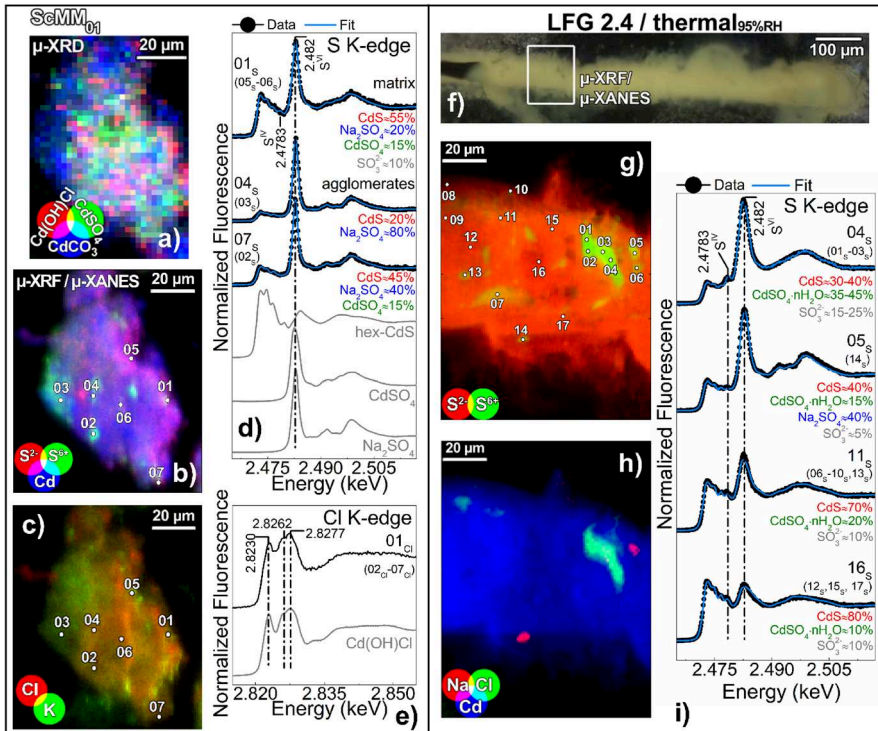 ScMM01
μ-XRD
20 μm
Cd(OH)Cl
CdSO4
CdCO3
a)
μ-XRF/μ-XANES
20 μm
05
03
04
01
02
06
07
S2-
S6+
Cd
b)
c)
20 μm
05
03
04
01
06
02
07
Cl
K
Data
Fit
S K-edge
01S
(05S-06S)
2.482
SVI
matrix
SIV
2.4783
CdS≈55%
Na2SO4≈20%
CdSO4≈15%
SO32-≈10%
04S
(03S)
agglomerates
CdS≈20%
Na2SO4≈80%
07S
(02S)
CdS≈45%
Na2SO4≈40%
CdSO4≈15%
hex-CdS
CdSO4
Na2SO4
d)
Normalized Fluorescence
2.475
2.490
2.505
Energy (keV)
Cl K-edge
2.8230
2.8262
2.8277
01Cl
(02Cl-07Cl)
Cd(OH)Cl
Normalized Fluorescence
2.820
2.835
2.850
Energy (keV)
e)
LFG 2.4 / thermal95%RH
100 μm
μ-XRF/
μ-XANES
f)
20 μm
g)
08
10
09
11
15
01
03
05
12
02
04
06
13
16
07
17
14
S2-
S6+
20 μm
h)
Na
Cl
Cd
Data
Fit
S K-edge
2.4783
SIV
2.482
SVI
04S
(01S-03S)
CdS≈30-40%
CdSO4·nH2O≈35-45%
SO32-≈15-25%
05S
(14S)
CdS≈40%
CdSO4·nH2O≈15%
Na2SO4≈40%
SO32-≈5%
11S
(06S-10S,13S)
CdS≈70%
CdSO4·nH2O≈20%
SO32-≈10%
16S
(12S,15S, 17S)
CdS≈80%
CdSO4·nH2O≈10%
SO32-≈10%
Normalized Fluorescence
2.475
2.490
2.505
Energy (keV)
i)